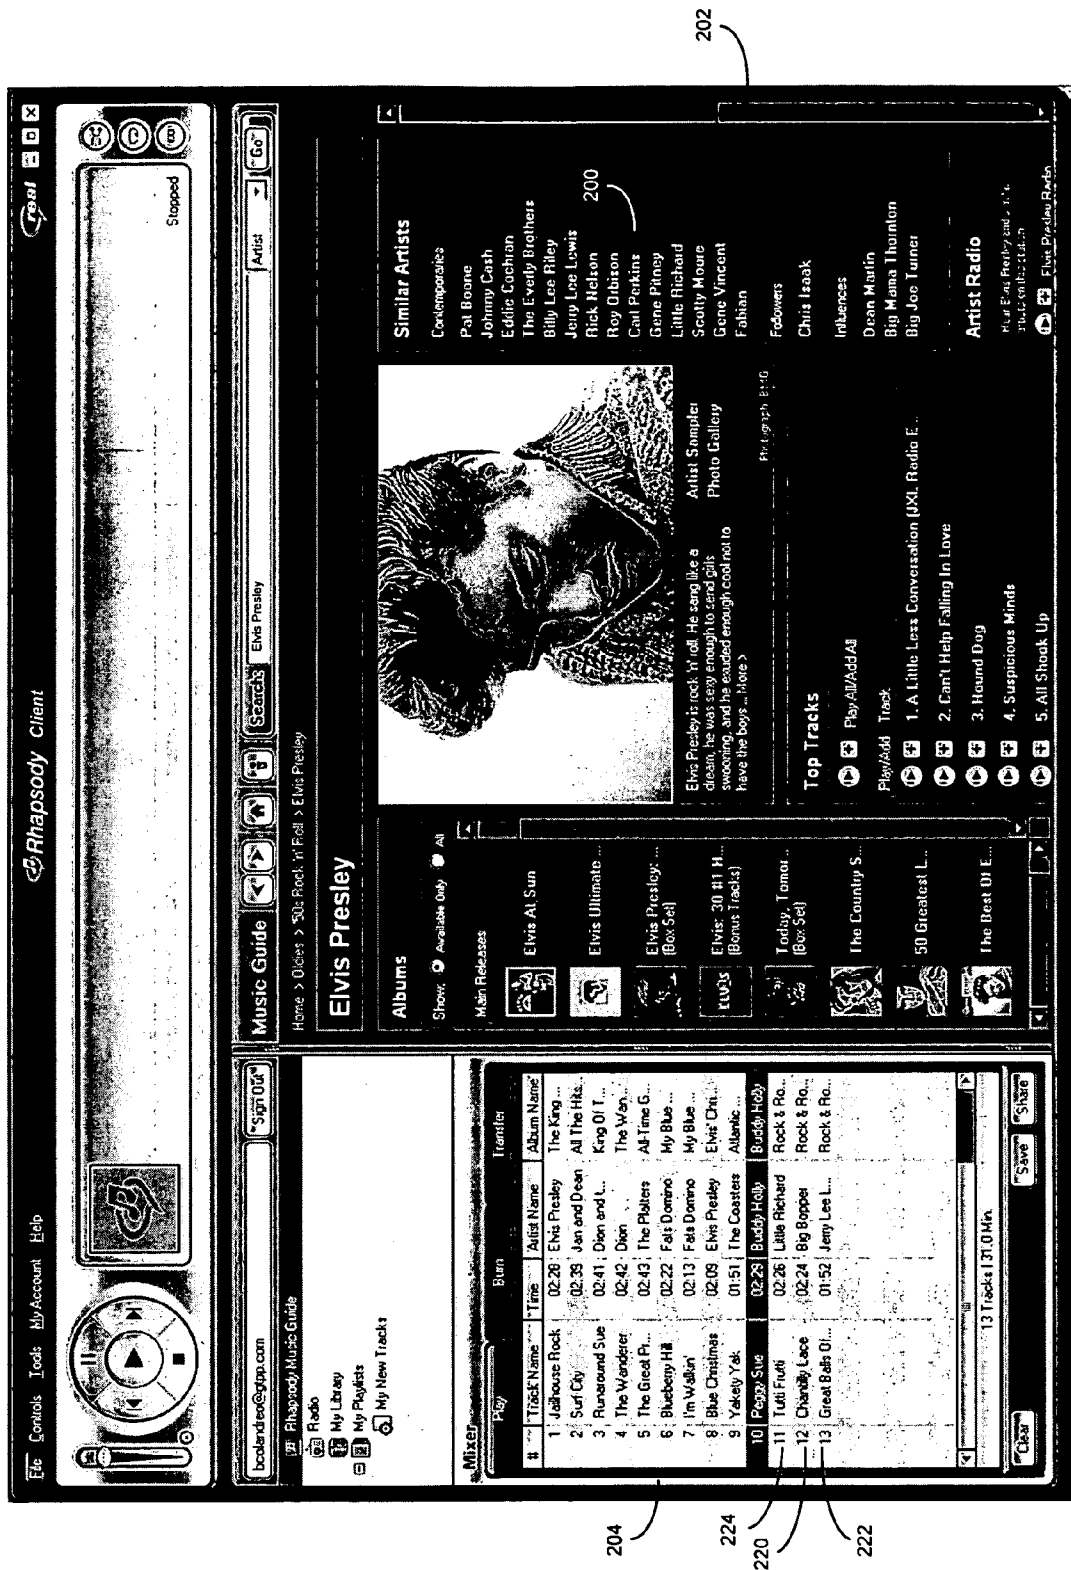 Rhapsody Client
real
File Controls Tools My Account Help
Stopped
bcolandreo@gtpp.com
"Sign Out"
Rhapsody Music Guide
Radio
My Library
My Playlists
My New Tracks
Music Guide
Search:
Elvis Presley
Artist
"Go"
Home > Oldies > '50s Rock 'n' Roll > Elvis Presley
Elvis Presley
Albums
Show: Available Only All
Main Releases
Elvis At Sun
Elvis Ultimate ...
Elvis Presley: ...
(Box Set)
Elvis: 30 #1 H...
(Bonus Tracks)
Today, Tomor...
(Box Set)
The Country S...
50 Greatest L...
The Best Of E...
Elvis Presley is rock 'n' roll. He sang like a
dream, he was sexy enough to send girls
swooning, and he exuded enough cool not to
have the boys ... More >
Artist Sampler
Photo Gallery
Photograph: BMG
Top Tracks
Play All/Add All
Play/Add Track
1. A Little Less Conversation [JXL Radio E...
2. Can't Help Falling In Love
3. Hound Dog
4. Suspicious Minds
5. All Shook Up
Similar Artists
Contemporaries
Pat Boone
Johnny Cash
Eddie Cochran
The Everly Brothers
Billy Lee Riley
Jerry Lee Lewis
Rick Nelson
Roy Orbison
Carl Perkins
Gene Pitney
Little Richard
Scotty Moore
Gene Vincent
Fabian
Followers
Chris Isaak
Influences
Dean Martin
Big Mama Thornton
Big Joe Turner
Artist Radio
Elvis Presley Radio
Mixer
Play Burn Transfer
# "Track Name "Time "Artist Name "Album Name"
1 Jailhouse Rock 02:28 Elvis Presley The King ...
2 Surf City 02:39 Jan and Dean All The Hits...
3 Runaround Sue 02:41 Dion and t... King Of T...
4 The Wanderer 02:42 Dion The Wan...
5 The Great Pr... 02:43 The Platters All-Time G...
6 Blueberry Hill 02:22 Fats Domino My Blue ...
7 I'm Walkin' 02:13 Fats Domino My Blue ...
8 Blue Christmas 02:09 Elvis Presley Elvis' Chri...
9 Yakety Yak 01:51 The Coasters Atlantic ...
10 Peggy Sue 02:29 Buddy Holly Buddy Holly
11 Tutti Frutti 02:26 Little Richard Rock & Ro...
12 Chantilly Lace 02:24 Big Bopper Rock & Ro...
13 Great Balls Of... 01:52 Jerry Lee L... Rock & Ro...
13 Tracks | 31.0 Min.
"Clear" "Save" "Share"
200
202
204
224
220
222